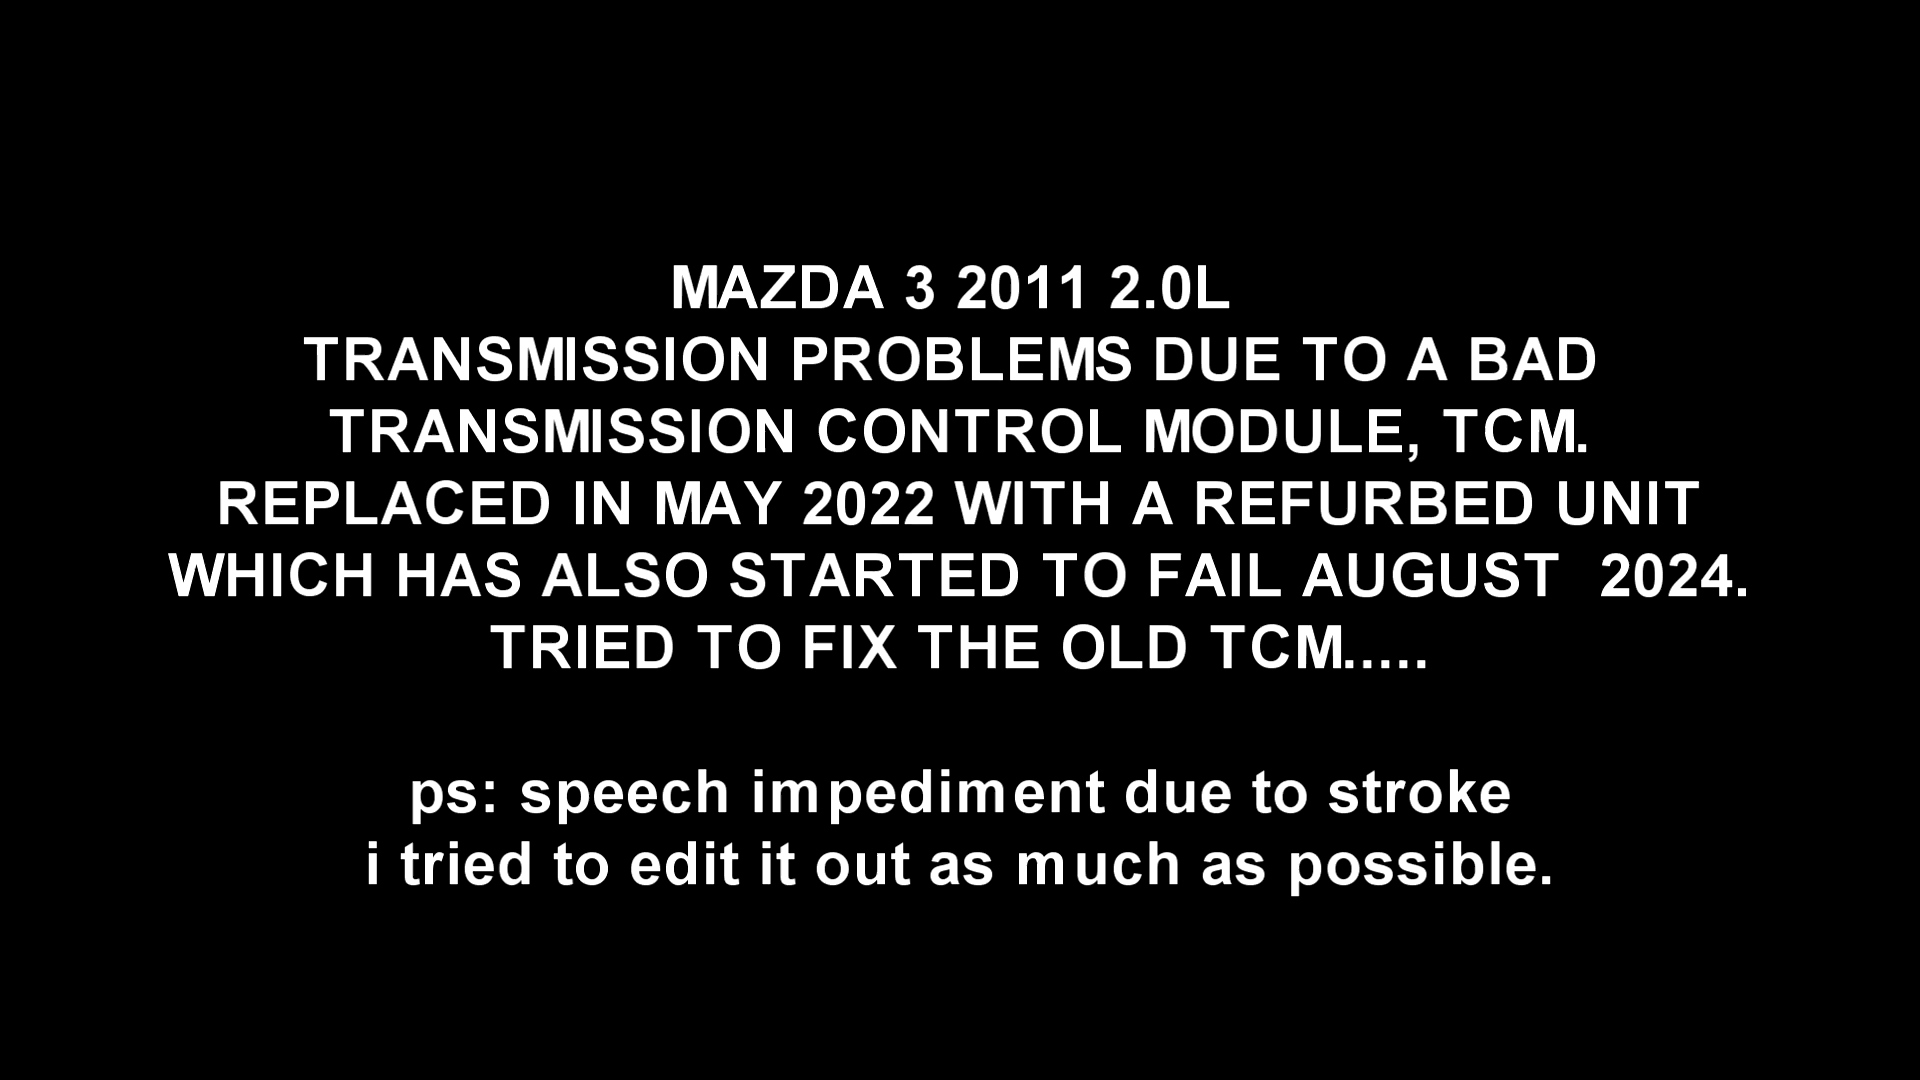 MAZDA 3 2011 2.0L
TRANSMISSION PROBLEMS DUE TO A BAD
TRANSMISSION CONTROL MODULE, TCM.
REPLACED IN MAY 2022 WITH A REFURBED UNIT
WHICH HAS ALSO STARTED TO FAIL AUGUST  2024.
TRIED TO FIX THE OLD TCM.....
ps: speech impediment due to stroke
i tried to edit it out as much as possible.